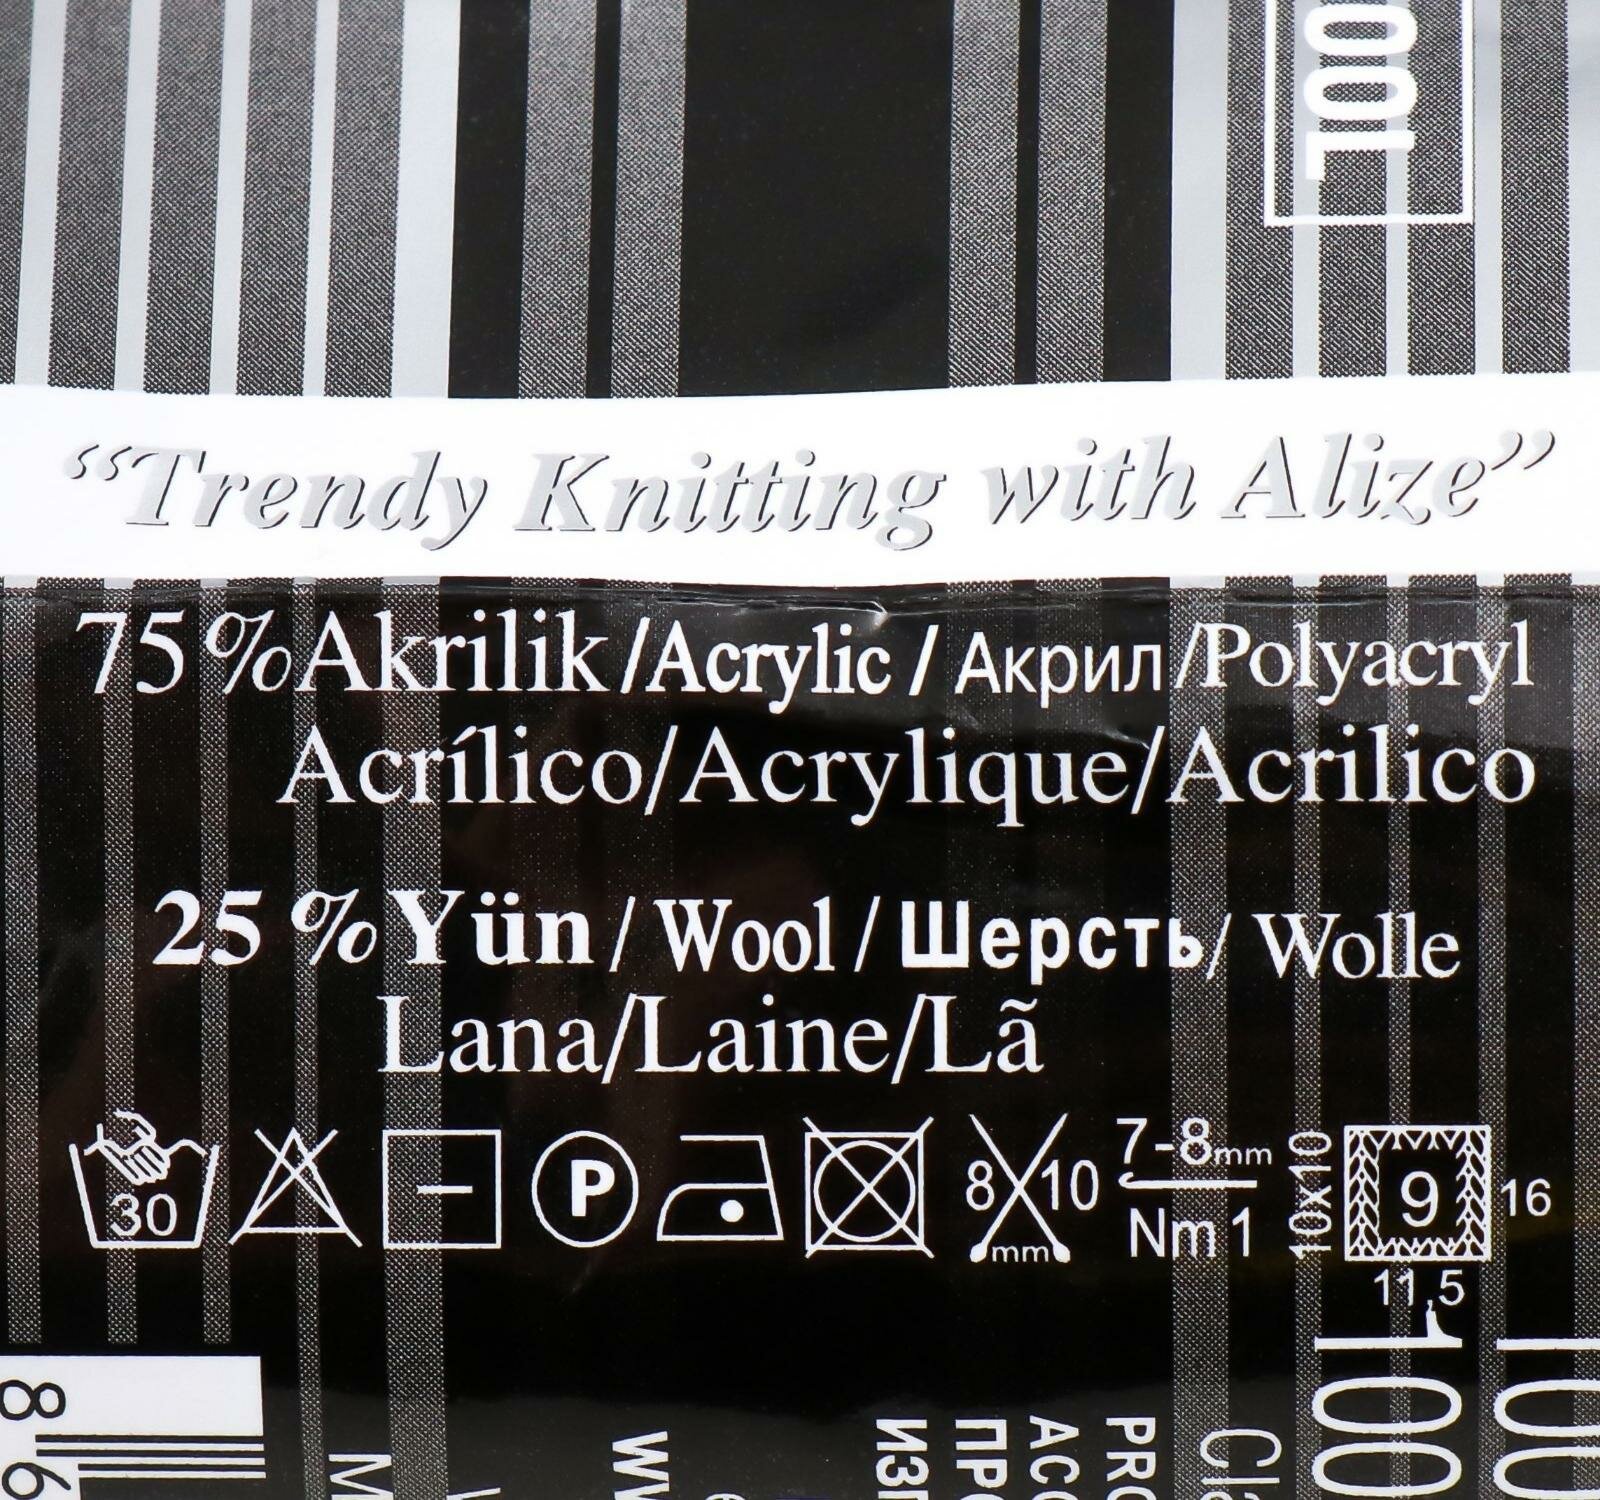 “Trendy Knitting with Alize”
75%Akrilik/Acrylic/Акрил/Polyacryl
Acrílico/Acrylique/Acrilico
25%Yün/Wool/Шерсть/Wolle
Lana/Laine/Lã
30
P
8 10
mm
7-8mm
Nm 1
10x10
9
16
11,5
100